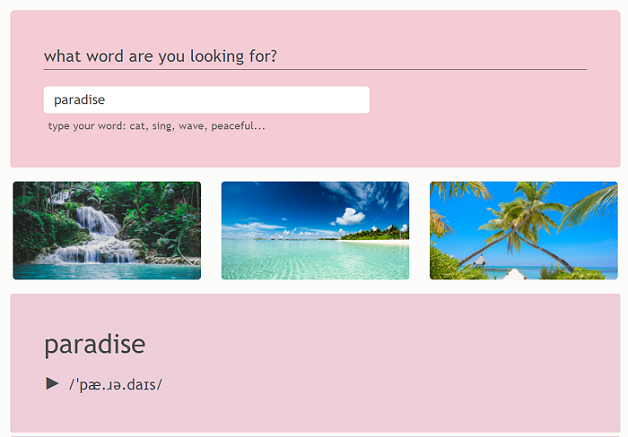 what word are you looking for?
paradise
type your word: cat, sing, wave, peaceful...
paradise
/ˈpæ.ɹə.daɪs/